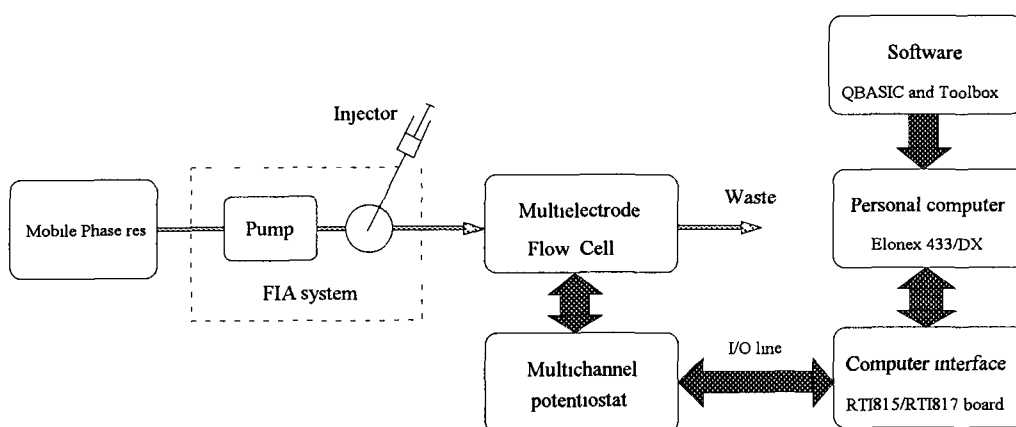 Software
QBASIC and Toolbox
Injector
Mobile Phase res
Pump
FIA system
Multielectrode
Flow Cell
Waste
Personal computer
Elonex 433/DX
Multichannel
potentiostat
I/O line
Computer interface
RTI815/RTI817 board